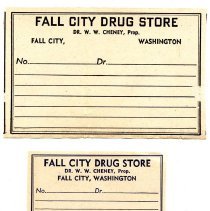 FALL CITY DRUG STORE
DR. W. W. CHENEY, Prop.
FALL CITY, WASHINGTON
No. Dr.
FALL CITY DRUG STORE
DR. W. W. CHENEY, Prop.
FALL CITY, WASHINGTON
No. Dr.